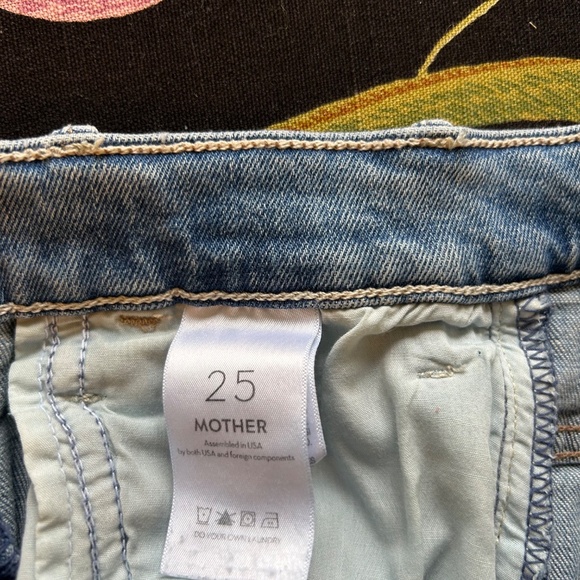 25
MOTHER
Assembled in USA
by both USA and foreign components
DO YOUR OWN LAUNDRY